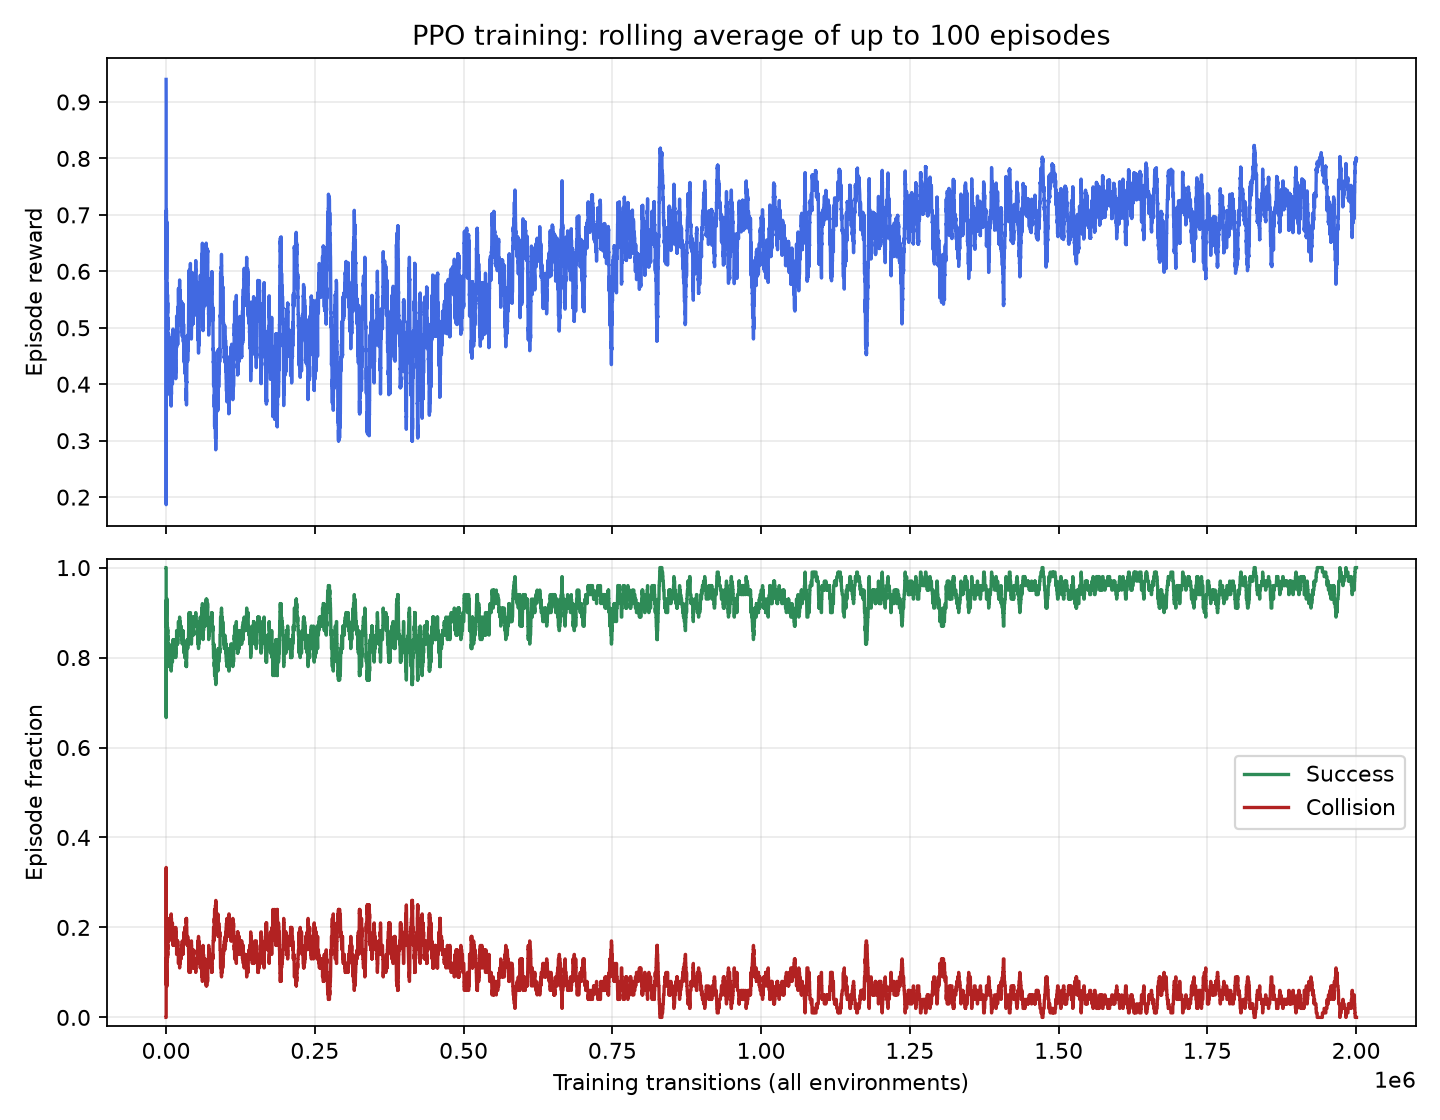 PPO training: rolling average of up to 100 episodes
Episode reward
0.9
0.8
0.7
0.6
0.5
0.4
0.3
0.2
Episode fraction
1.0
0.8
0.6
0.4
0.2
0.0
Success
Collision
0.00 0.25 0.50 0.75 1.00 1.25 1.50 1.75 2.00
Training transitions (all environments)
1e6